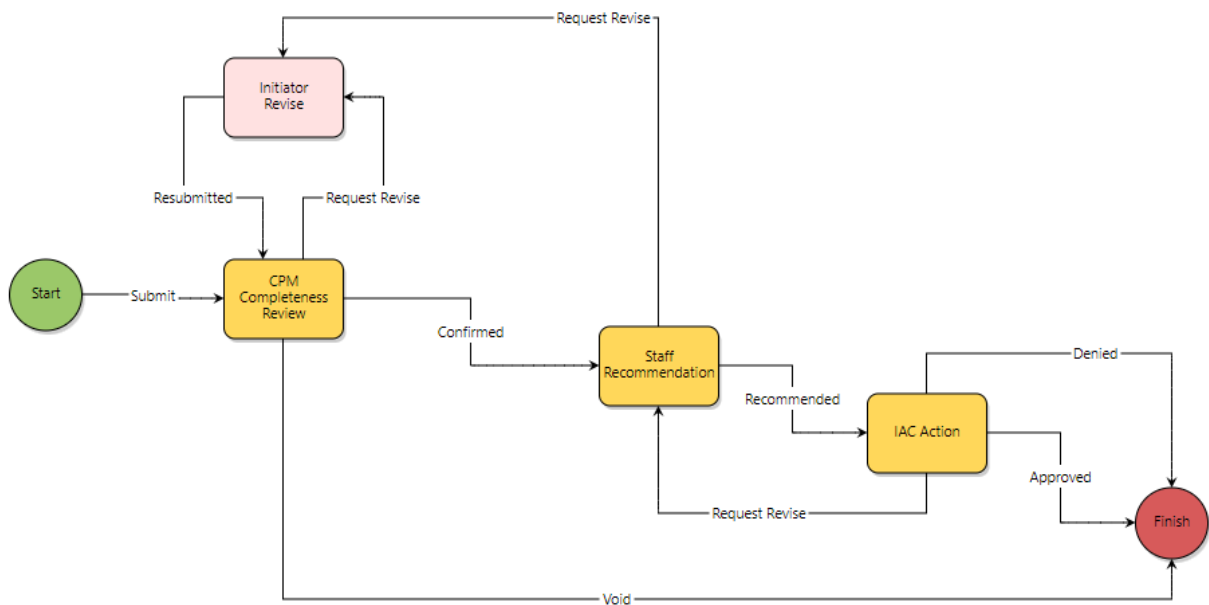 Request Revise
Initiator
Revise
Resubmitted
Request Revise
Start
Submit
CPM
Completeness
Review
Confirmed
Staff
Recommendation
Denied
Recommended
IAC Action
Approved
Request Revise
Finish
Void